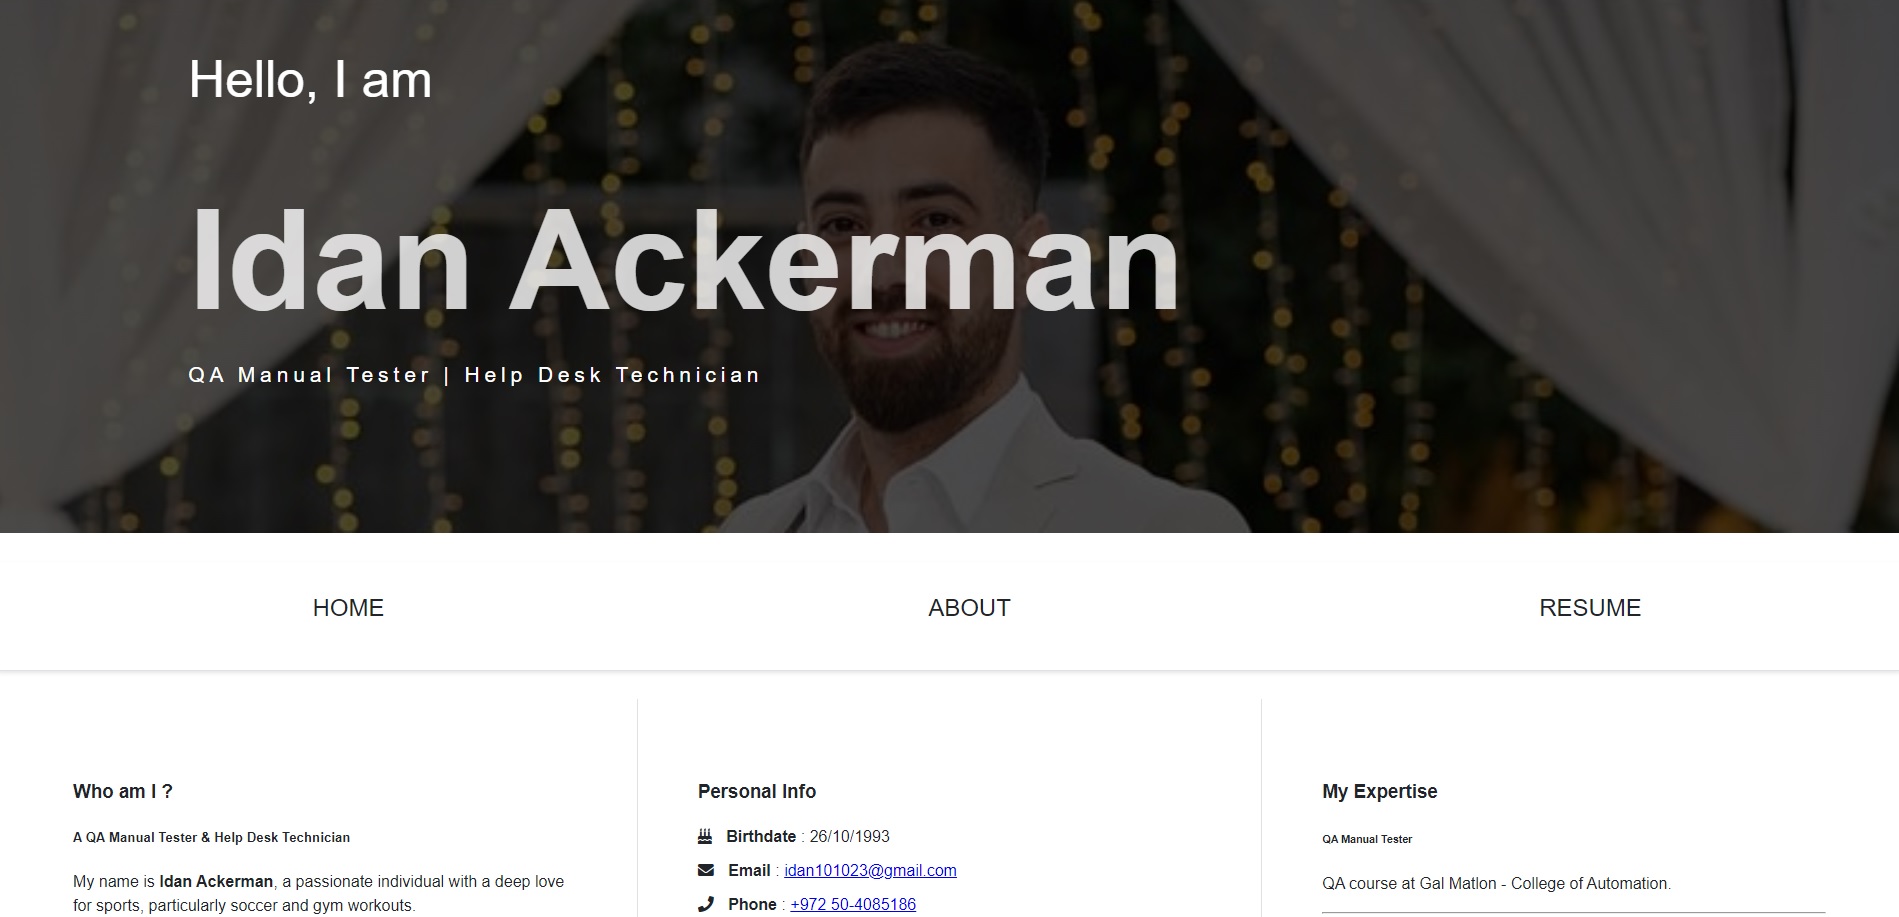 Hello, I am
Idan Ackerman
QA Manual Tester | Help Desk Technician
HOME
ABOUT
RESUME
Who am I ?
A QA Manual Tester & Help Desk Technician
My name is Idan Ackerman, a passionate individual with a deep love
for sports, particularly soccer and gym workouts.
Personal Info
Birthdate : 26/10/1993
Email : idan101023@gmail.com
Phone : +972 50-4085186
My Expertise
QA Manual Tester
QA course at Gal Matlon - College of Automation.